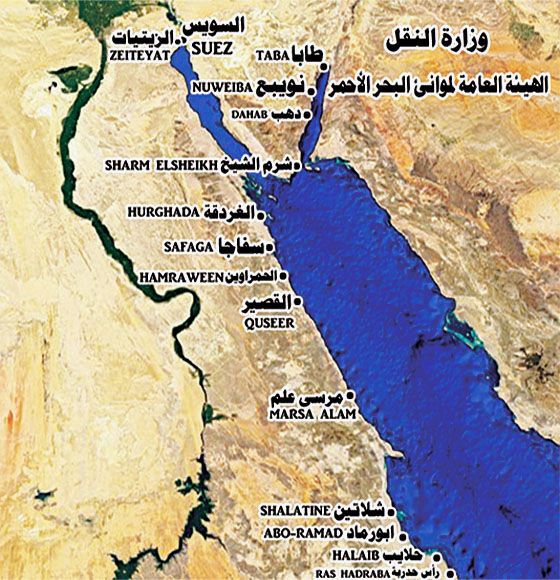 السويس
الزيتيات
SUEZ
ZEITEYAT
وزارة النقل
الهيئة العامة لموانئ البحر الأحمر
TABA طابا
NUWEIBA نويبع
DAHAB دهب
SHARM ELSHEIKH شرم الشيخ
HURGHADA الغردقة
SAFAGA سفاجا
HAMRAWEEN الحمراوين
القصير
QUSEER
مرسى علم
MARSA ALAM
SHALATINE شلاتين
ABO-RAMAD ابورماد
HALAIB حلايب
RAS HADRABA رأس حدربة